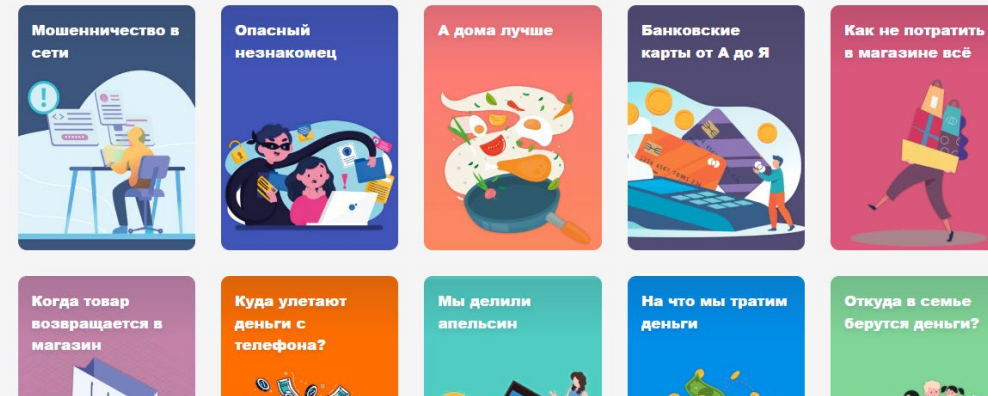 Мошенничество в
сети
Опасный
незнакомец
А дома лучше
Банковские
карты от А до Я
Как не потратить
в магазине всё
Когда товар
возвращается в
магазин
Куда улетают
деньги с
телефона?
Мы делили
апельсин
На что мы тратим
деньги
Откуда в семье
берутся деньги?